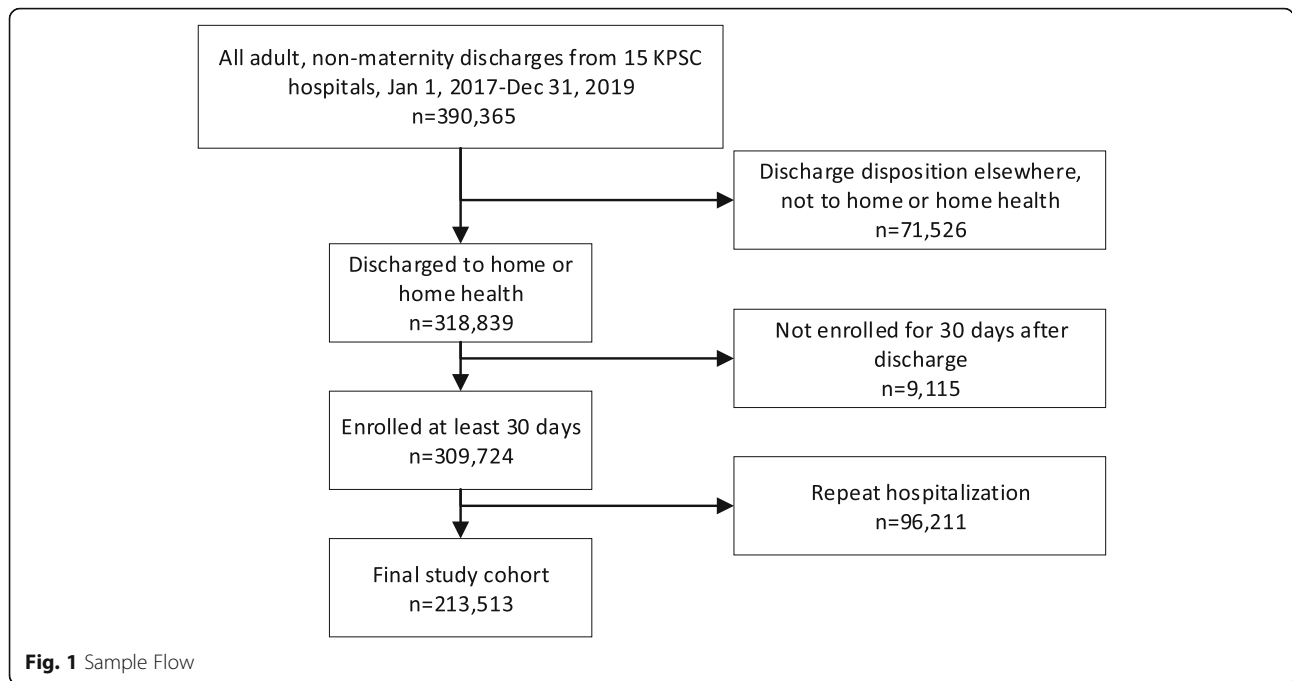 All adult, non-maternity discharges from 15 KPSC
hospitals, Jan 1, 2017-Dec 31, 2019
n=390,365
Discharge disposition elsewhere,
not to home or home health
n=71,526
Discharged to home or
home health
n=318,839
Not enrolled for 30 days after
discharge
n=9,115
Enrolled at least 30 days
n=309,724
Repeat hospitalization
n=96,211
Final study cohort
n=213,513
Fig. 1 Sample Flow